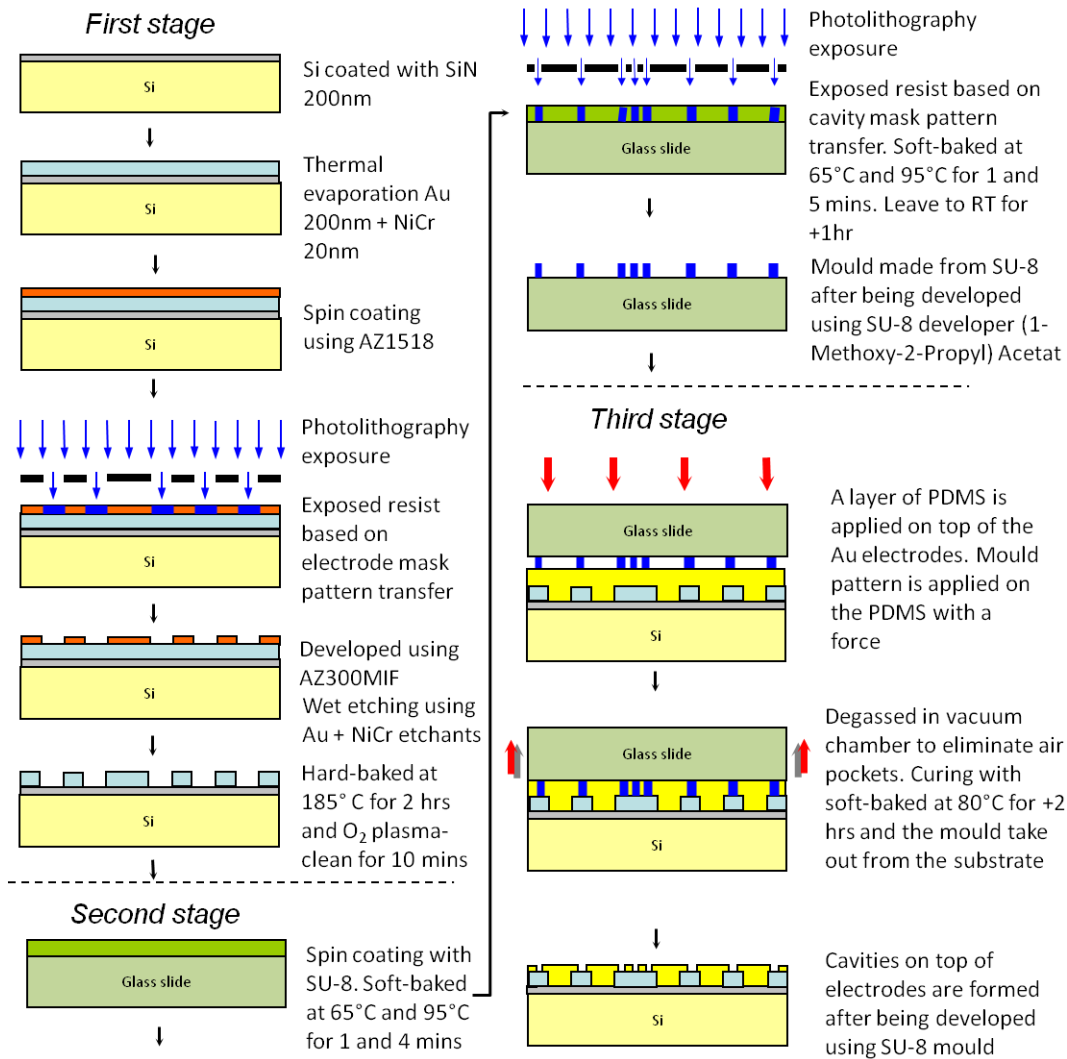 First stage
Si
Si coated with SiN
200nm
Si
Thermal
evaporation Au
200nm + NiCr
20nm
Si
Spin coating
using AZ1518
Photolithography
exposure
Si
Exposed resist
based on
electrode mask
pattern transfer
Si
Developed using
AZ300MIF
Wet etching using
Au + NiCr etchants
Si
Hard-baked at
185° C for 2 hrs
and O₂ plasma-
clean for 10 mins
Second stage
Glass slide
Spin coating with
SU-8. Soft-baked
at 65°C and 95°C
for 1 and 4 mins
Photolithography
exposure
Glass slide
Exposed resist based on
cavity mask pattern
transfer. Soft-baked at
65°C and 95°C for 1 and
5 mins. Leave to RT for
+1hr
Glass slide
Mould made from SU-8
after being developed
using SU-8 developer (1-
Methoxy-2-Propyl) Acetat
Third stage
Glass slide
Si
A layer of PDMS is
applied on top of the
Au electrodes. Mould
pattern is applied on
the PDMS with a
force
Glass slide
Si
Degassed in vacuum
chamber to eliminate air
pockets. Curing with
soft-baked at 80°C for +2
hrs and the mould take
out from the substrate
Si
Cavities on top of
electrodes are formed
after being developed
using SU-8 mould